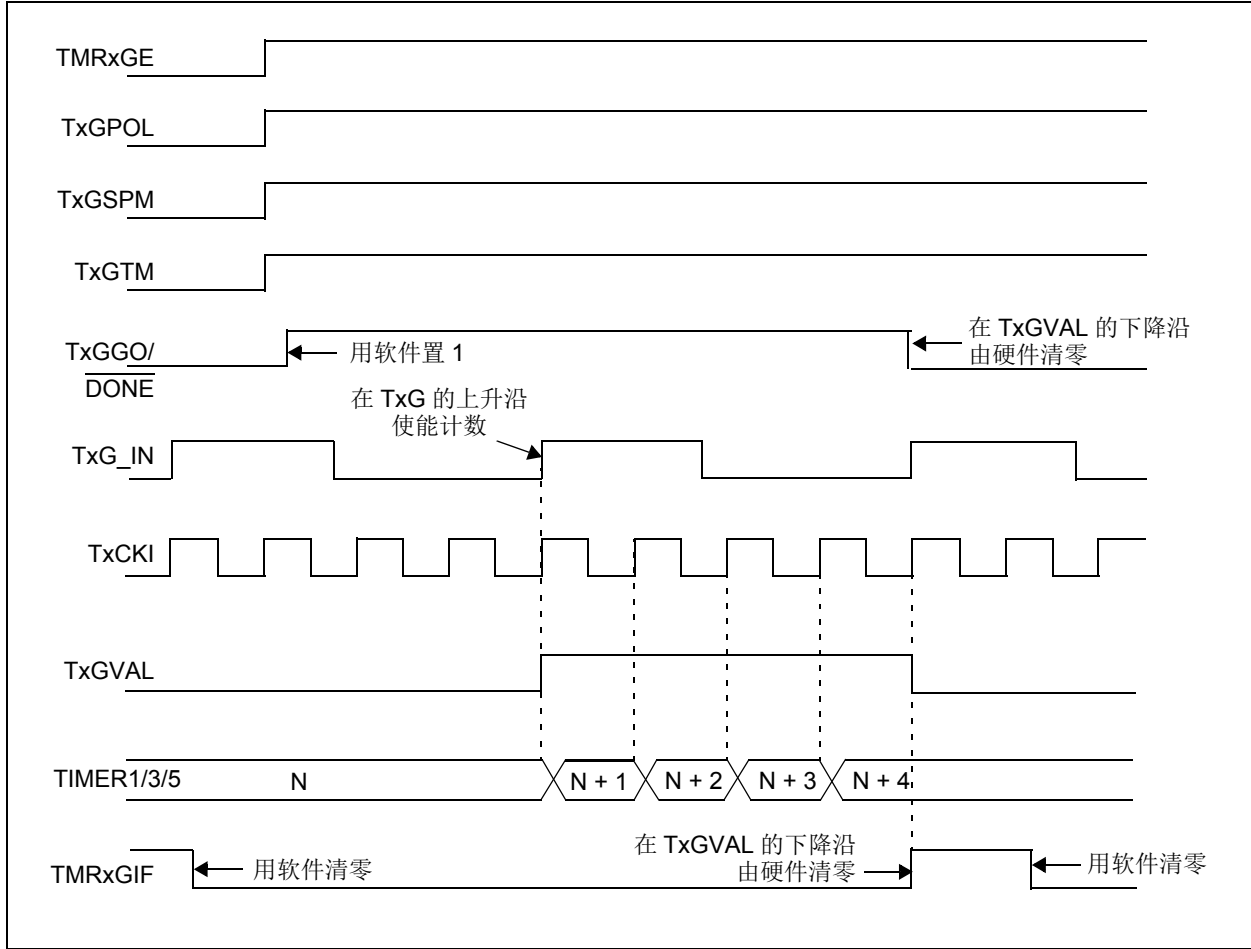 TMRxGE
TxGPOL
TxGSPM
TxGTM
TxGGO/
DONE
用软件置 1
在 TxGVAL 的下降沿
由硬件清零
在 TxG 的上升沿
使能计数
TxG_IN
TxCKI
TxGVAL
TIMER1/3/5
N
N + 1
N + 2
N + 3
N + 4
TMRxGIF
用软件清零
在 TxGVAL 的下降沿
由硬件清零
用软件清零